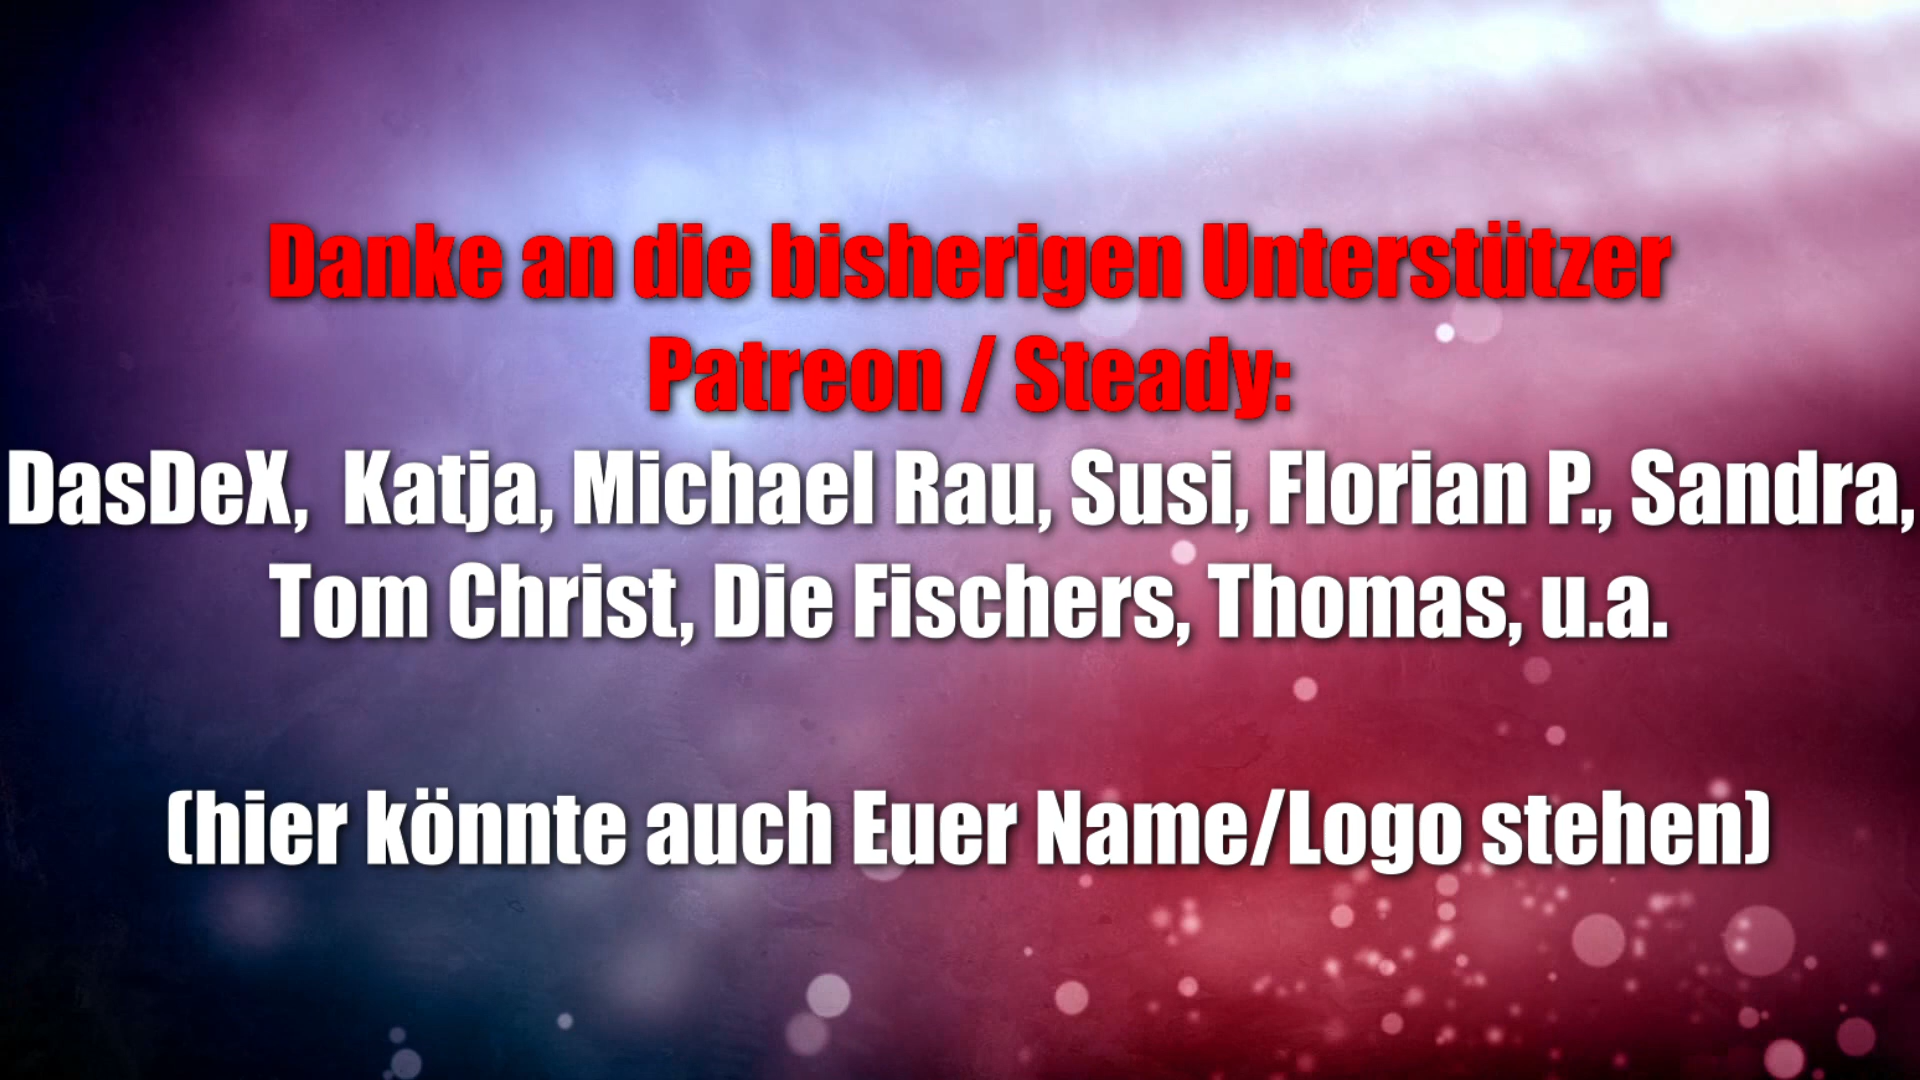 Danke an die bisherigen Unterstützer
Patreon / Steady:
DasDeX,  Katja, Michael Rau, Susi, Florian P., Sandra,
Tom Christ, Die Fischers, Thomas, u.a.
(hier könnte auch Euer Name/Logo stehen)